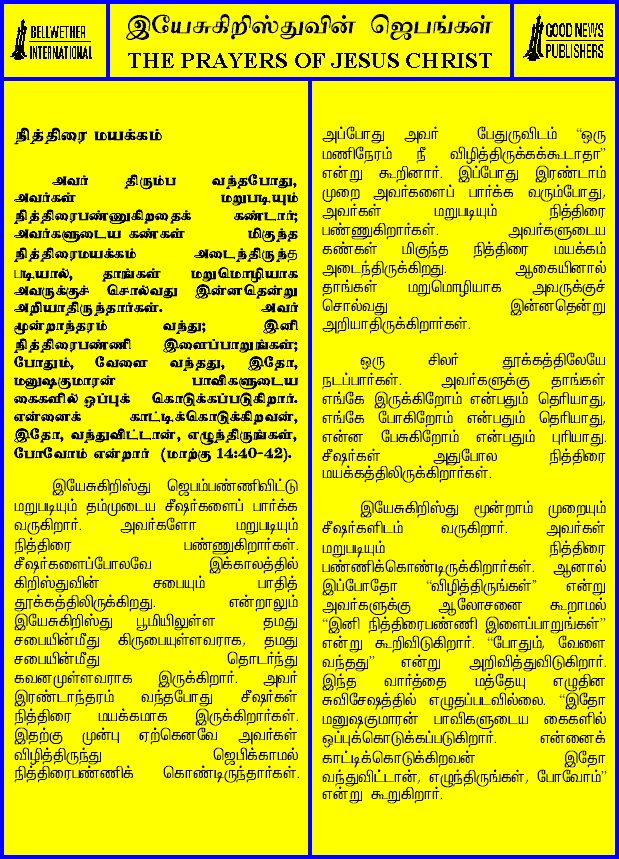 BELLWETHER
INTERNATIONAL
இயேசுகிறிஸ்துவின் ஜெபங்கள்
THE PRAYERS OF JESUS CHRIST
GOOD NEWS
PUBLISHERS
நித்திரை மயக்கம்
அவர் திரும்ப வந்தபோது,
அவர்கள் மறுபடியும்
நித்திரைபண்ணுகிறதைக் கண்டார்;
அவர்களுடைய கண்கள் மிகுந்த
நித்திரைமயக்கம் அடைந்திருந்த
படியால், தாங்கள் மறுமொழியாக
அவருக்குச் சொல்வது இன்னதென்று
அறியாதிருந்தார்கள். அவர்
மூன்றாந்தரம் வந்து; இனி
நித்திரைபண்ணி இளைப்பாறுங்கள்;
போதும், வேளை வந்தது, இதோ,
மனுஷகுமாரன் பாவிகளுடைய
கைகளில் ஒப்புக் கொடுக்கப்படுகிறார்.
என்னைக் காட்டிக்கொடுக்கிறவன்,
இதோ, வந்துவிட்டான், எழுந்திருங்கள்,
போவோம் என்றார் (மாற்கு 14:40-42).
இயேசுகிறிஸ்து ஜெபம்பண்ணிவிட்டு
மறுபடியும் தம்முடைய சீஷர்களைப் பார்க்க
வருகிறார். அவர்களோ மறுபடியும்
நித்திரை பண்ணுகிறார்கள்.
சீஷர்களைப்போலவே இக்காலத்தில்
கிறிஸ்துவின் சபையும் பாதித்
தூக்கத்திலிருக்கிறது. என்றாலும்
இயேசுகிறிஸ்து பூமியிலுள்ள தமது
சபையின்மீது கிருபையுள்ளவராக, தமது
சபையின்மீது தொடர்ந்து
கவனமுள்ளவராக இருக்கிறார். அவர்
இரண்டாந்தரம் வந்தபோது சீஷர்கள்
நித்திரை மயக்கமாக இருக்கிறார்கள்.
இதற்கு முன்பு ஏற்கெனவே அவர்கள்
விழித்திருந்து ஜெபிக்காமல்
நித்திரைபண்ணிக் கொண்டிருந்தார்கள்.
அப்போது அவர் பேதுருவிடம் “ஒரு
மணிநேரம் நீ விழித்திருக்கக்கூடாதா”
என்று கூறினார். இப்போது இரண்டாம்
முறை அவர்களைப் பார்க்க வரும்போது,
அவர்கள் மறுபடியும் நித்திரை
பண்ணுகிறார்கள். அவர்களுடைய
கண்கள் மிகுந்த நித்திரை மயக்கம்
அடைந்திருக்கிறது. ஆகையினால்
தாங்கள் மறுமொழியாக அவருக்குச்
சொல்வது இன்னதென்று
அறியாதிருக்கிறார்கள்.
ஒரு சிலர் தூக்கத்திலேயே
நடப்பார்கள். அவர்களுக்கு தாங்கள்
எங்கே இருக்கிறோம் என்பதும் தெரியாது,
எங்கே போகிறோம் என்பதும் தெரியாது,
என்ன பேசுகிறோம் என்பதும் புரியாது.
சீஷர்கள் அதுபோல நித்திரை
மயக்கத்திலிருக்கிறார்கள்.
இயேசுகிறிஸ்து மூன்றாம் முறையும்
சீஷர்களிடம் வருகிறார். அவர்கள்
மறுபடியும் நித்திரை
பண்ணிக்கொண்டிருக்கிறார்கள். ஆனால்
இப்போதோ “விழித்திருங்கள்” என்று
அவர்களுக்கு ஆலோசனை கூறாமல்
“இனி நித்திரைபண்ணி இளைப்பாறுங்கள்”
என்று கூறிவிடுகிறார். “போதும், வேளை
வந்தது” என்று அறிவித்துவிடுகிறார்.
இந்த வார்த்தை மத்தேயு எழுதின
சுவிசேஷத்தில் எழுதப்படவில்லை. “இதோ
மனுஷகுமாரன் பாவிகளுடைய கைகளில்
ஒப்புக்கொடுக்கப்படுகிறார். என்னைக்
காட்டிக்கொடுக்கிறவன் இதோ
வந்துவிட்டான், எழுந்திருங்கள், போவோம்”
என்று கூறுகிறார்.